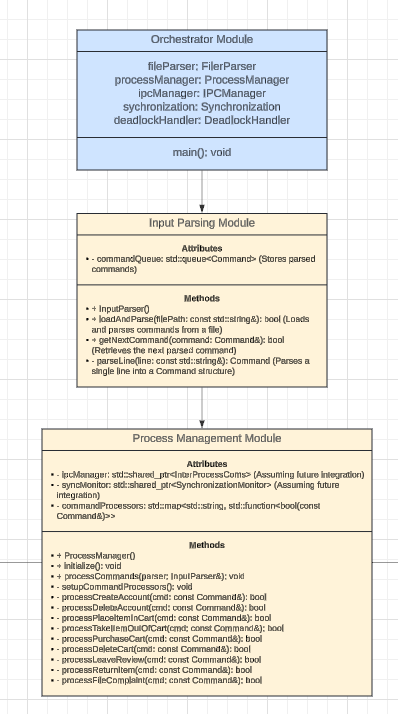 Orchestrator Module
fileParser; FilerParser
processManager: ProcessManager
ipcManager: IPCManager
sychronization: Synchronization
deadlockHandler: DeadlockHandler
main(); void
Input Parsing Module
Attributes
• - commandQueue: std::queue<Command> (Stores parsed
commands)
Methods
• + InputParser()
• + loadAndParse(filePath: const std::string&): bool (Loads
and parses commands from a file)
• + getNextCommand(command: Command&): bool
(Retrieves the next parsed command)
• - parseLine(line: const std::string&): Command (Parses a
single line into a Command structure)
Process Management Module
Attributes
• - ipcManager: std::shared_ptr<InterProcessComs> (Assuming future integration)
• - syncMonitor: std::shared_ptr<SynchronizationMonitor> (Assuming future
integration)
• - commandProcessors: std::map<std::string, std::function<bool(const
Command&)>>
Methods
• + ProcessManager()
• + initialize(): void
• + processCommands(parser; InputParser&); void
• - setupCommandProcessors(): void
• - processCreateAccount(cmd: const Command&): bool
• - processDeleteAccount(cmd: const Command&): bool
• - processPlaceItemInCart(cmd: const Command&): bool
• - processTakeItemOutOfCart(cmd; const Command&): bool
• - processPurchaseCart(cmd: const Command&): bool
• - processDeleteCart(cmd: const Command&): bool
• - processLeaveReview(cmd: const Command&): bool
• - processReturnItem(cmd: const Command&): bool
• - processFileComplaint(cmd; const Command&); bool